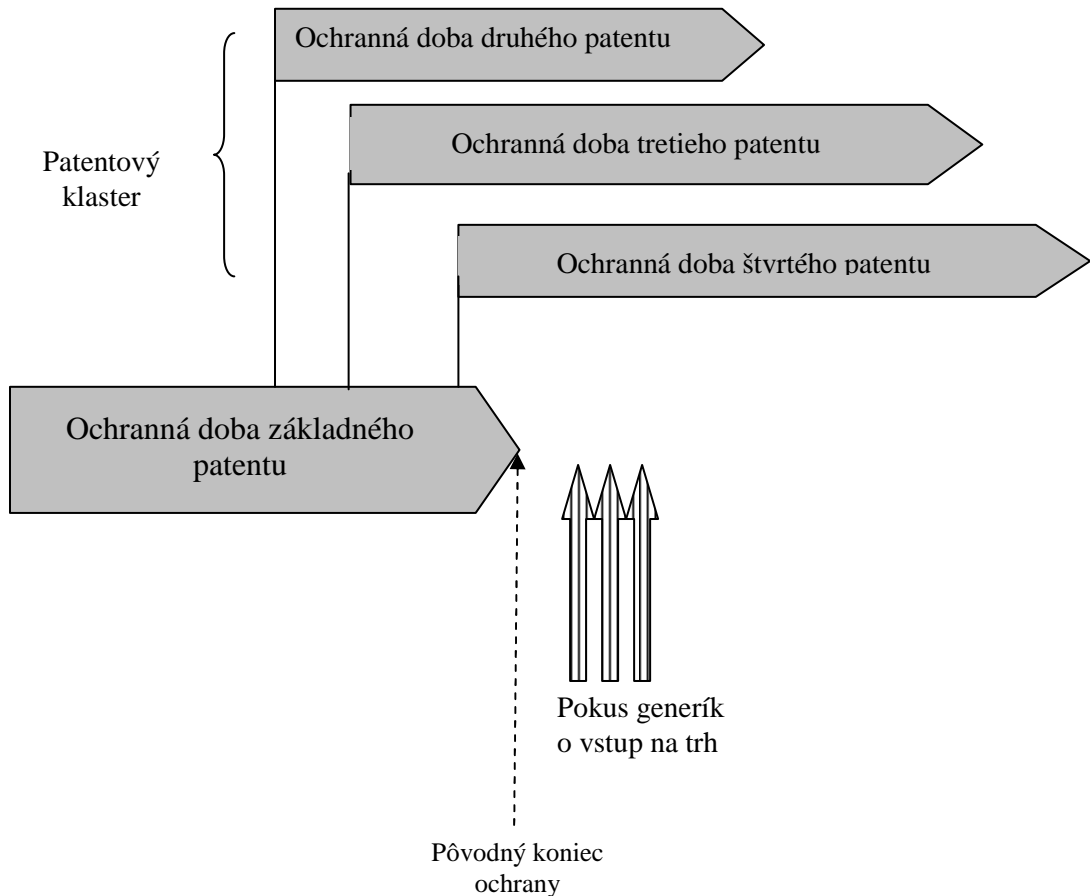 Ochranná doba druhého patentu
Ochranná doba tretieho patentu
Patentový
klaster
Ochranná doba štvrtého patentu
Ochranná doba základného
patentu
Pokus generík
o vstup na trh
Pôvodný koniec
ochrany